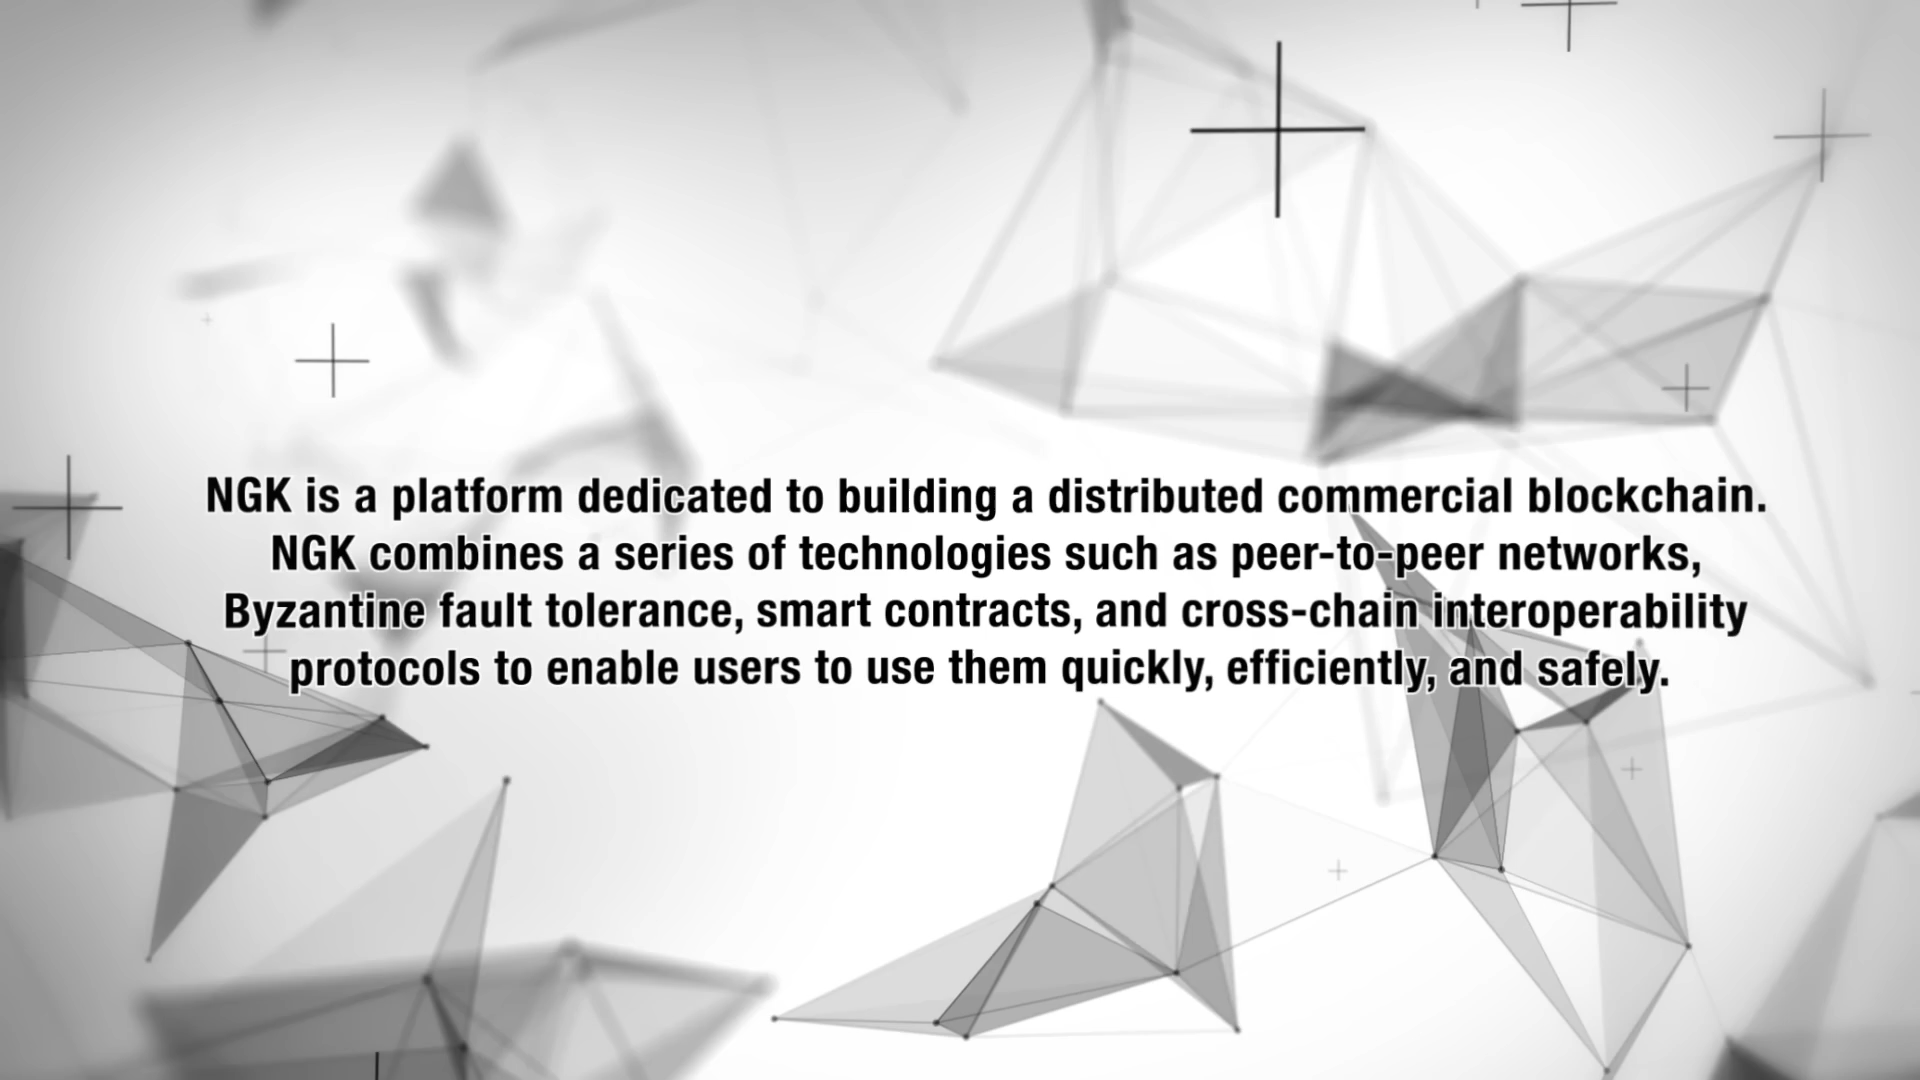 NGK is a platform dedicated to building a distributed commercial blockchain.
NGK combines a series of technologies such as peer-to-peer networks,
Byzantine fault tolerance, smart contracts, and cross-chain interoperability
protocols to enable users to use them quickly, efficiently, and safely.